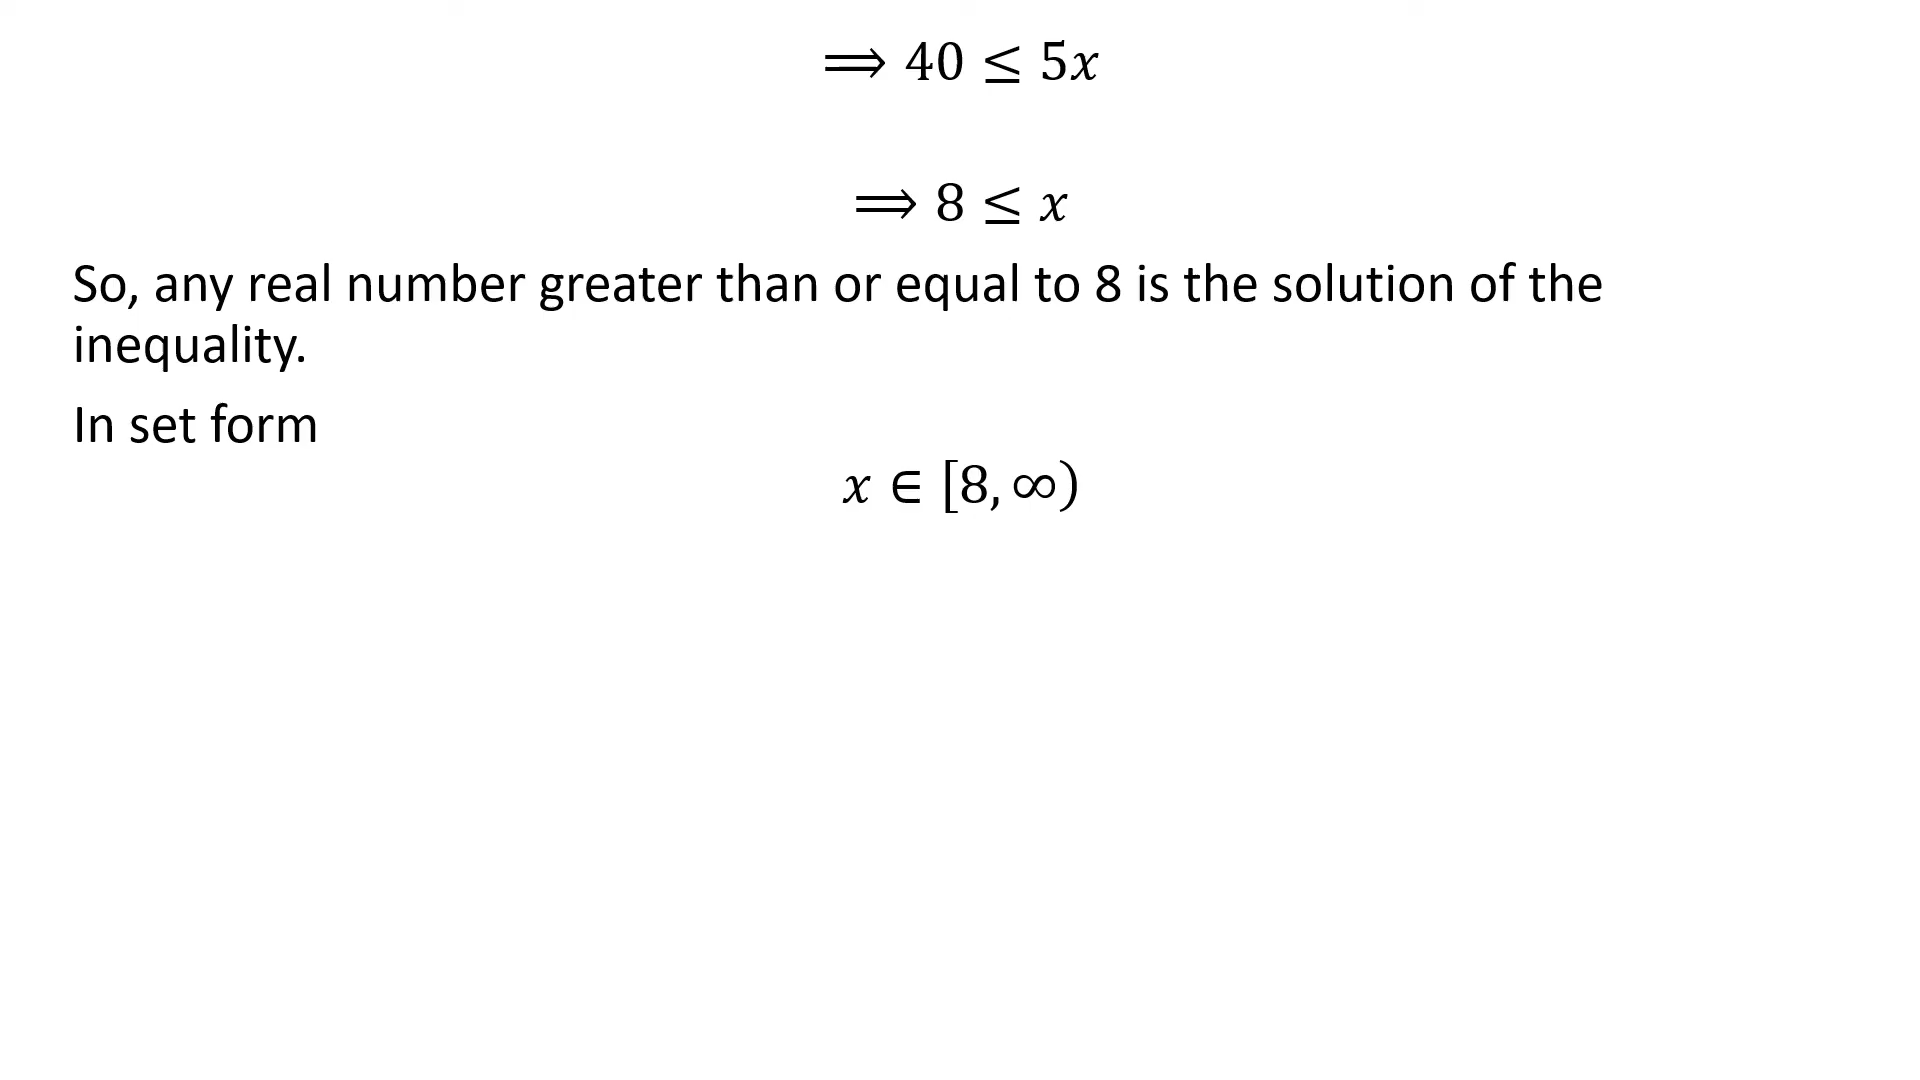 ⟹ 40 ≤ 5𝑥
⟹ 8 ≤ 𝑥
So, any real number greater than or equal to 8 is the solution of the
inequality.
In set form
𝑥 ∈ [8, ∞)